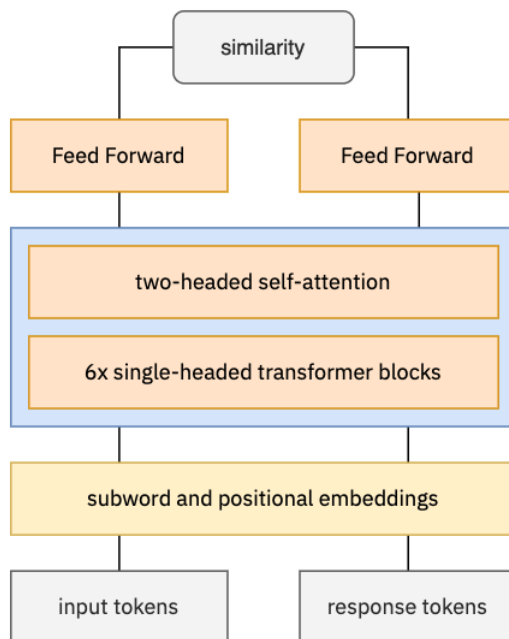 similarity
Feed Forward
Feed Forward
two-headed self-attention
6x single-headed transformer blocks
subword and positional embeddings
input tokens
response tokens